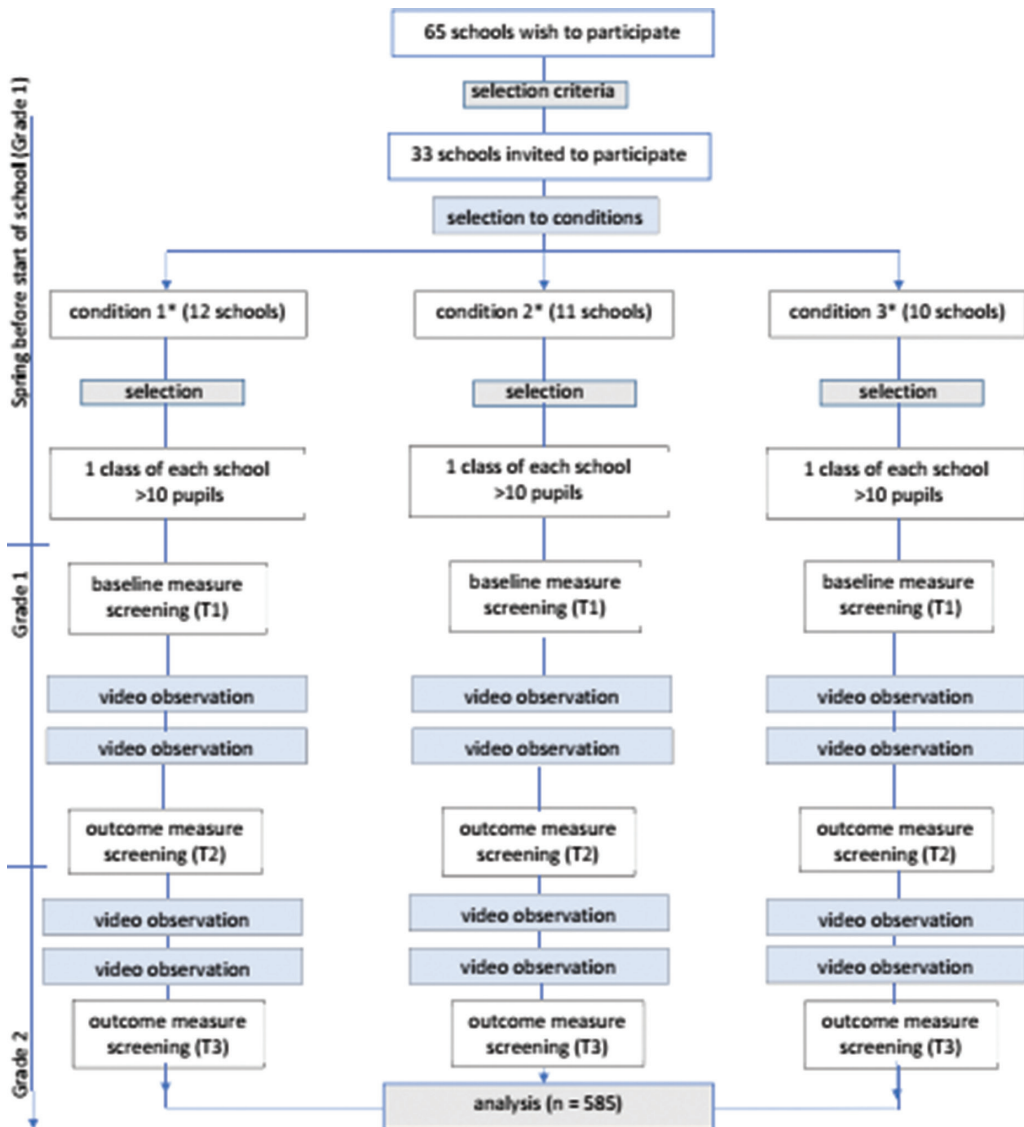 65 schools wish to participate
selection criteria
33 schools invited to participate
selection to conditions
Spring before start of school (Grade 1)
condition 1* (12 schools)
condition 2* (11 schools)
condition 3* (10 schools)
selection
selection
selection
1 class of each school
>10 pupils
1 class of each school
>10 pupils
1 class of each school
>10 pupils
Grade 1
baseline measure
screening (T1)
baseline measure
screening (T1)
baseline measure
screening (T1)
video observation
video observation
video observation
video observation
video observation
video observation
outcome measure
screening (T2)
outcome measure
screening (T2)
outcome measure
screening (T2)
Grade 2
video observation
video observation
video observation
video observation
video observation
video observation
outcome measure
screening (T3)
outcome measure
screening (T3)
outcome measure
screening (T3)
analysis (n = 585)